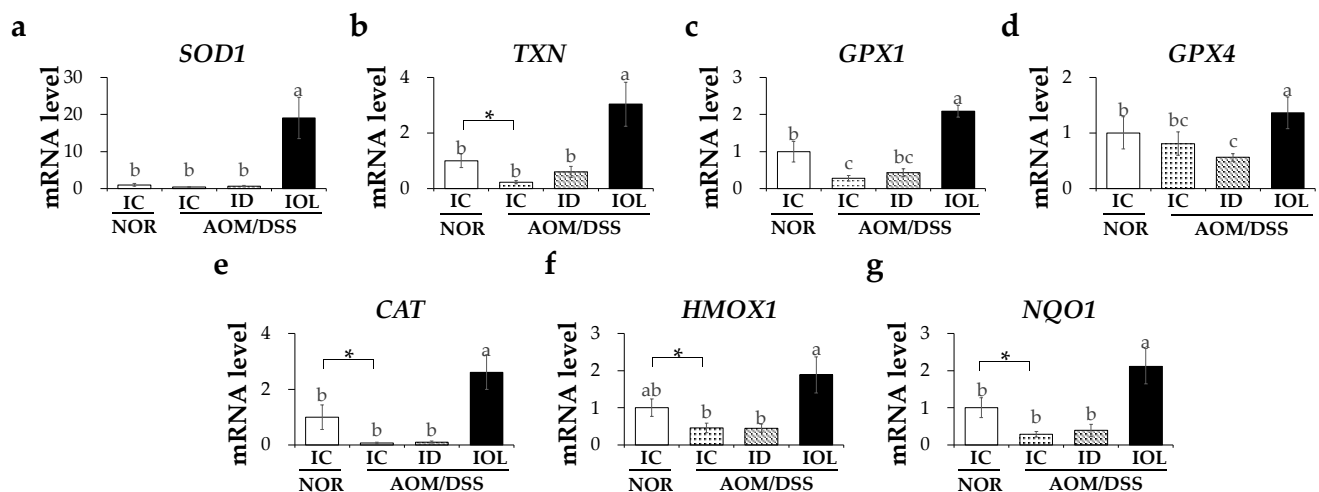 a
SOD1
mRNA level
30
20
10
0
b b b a
IC IC ID IOL
NOR AOM/DSS
b
TXN
mRNA level
4
2
0
*
b b b a
IC IC ID IOL
NOR AOM/DSS
c
GPX1
mRNA level
3
2
1
0
b c bc a
IC IC ID IOL
NOR AOM/DSS
d
GPX4
mRNA level
2
1
0
b bc c a
IC IC ID IOL
NOR AOM/DSS
e
CAT
mRNA level
4
2
0
*
b b b a
IC IC ID IOL
NOR AOM/DSS
f
HMOX1
mRNA level
3
2
1
0
*
ab b b a
IC IC ID IOL
NOR AOM/DSS
g
NQO1
mRNA level
3
2
1
0
*
b b b a
IC IC ID IOL
NOR AOM/DSS